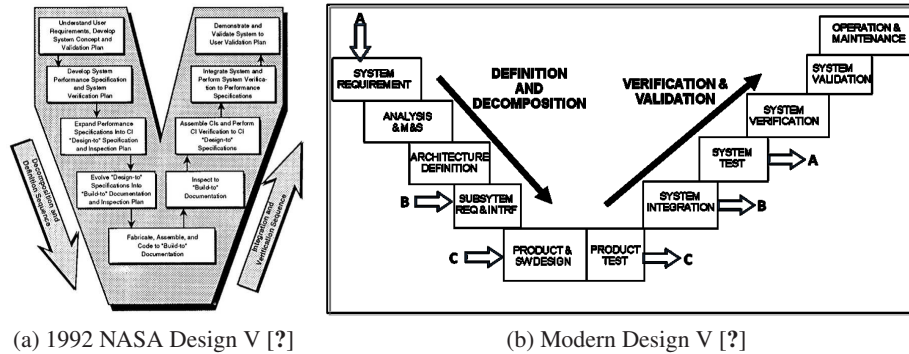 Understand User
Requirements, Develop
System Concept and
Validation Plan
Develop System
Performance Specification
and System
Verification Plan
Expand Performance
Specifications Into CI
"Design-to" Specification
and Inspection Plan
Evolve "Design-to"
Specifications Into
"Build-to" Documentation
and Inspection Plan
Fabricate, Assemble, and
Code to "Build-to"
Documentation
Inspect to
"Build-to"
Documentation
Assemble CIs and Perform
CI Verification to CI
"Design-to"
Specifications
Integrate System and
Perform System Verifica-
tion to Performance
Specifications
Demonstrate and
Validate System to
User Validation Plan
Decomposition and
Definition Sequence
Integration and
Verification Sequence
(a) 1992 NASA Design V [?]
A
SYSTEM
REQUIREMENT
ANALYSIS
& M&S
ARCHITECTURE
DEFINITION
B
SUBSYTEM
REQ & INTRF
C
PRODUCT &
SW DESIGN
DEFINITION
AND
DECOMPOSITION
VERIFICATION &
VALIDATION
PRODUCT
TEST
C
SYSTEM
INTEGRATION
B
SYSTEM
TEST
A
SYSTEM
VERIFICATION
SYSTEM
VALIDATION
OPERATION &
MAINTENANCE
(b) Modern Design V [?]